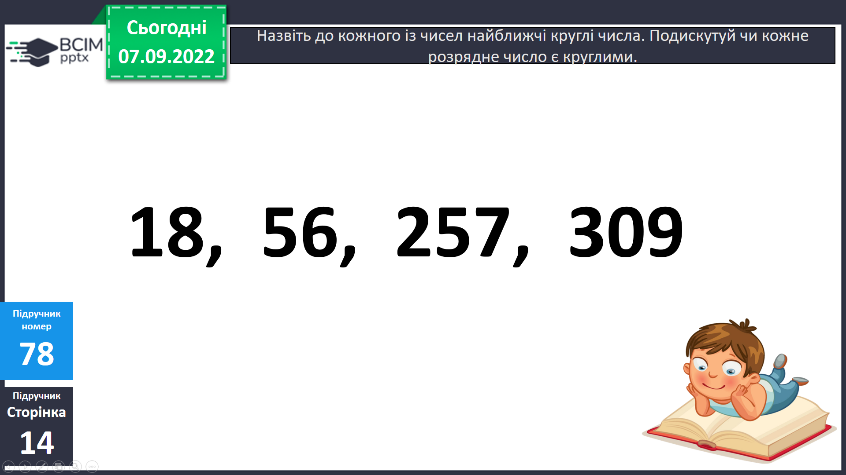 Сьогодні
07.09.2022
ВСІМ
pptx
Назвіть до кожного із чисел найближчі круглі числа. Подискутуй чи кожне
розрядне число є круглими.
18, 56, 257, 309
Підручник
номер
78
Підручник
Сторінка
14